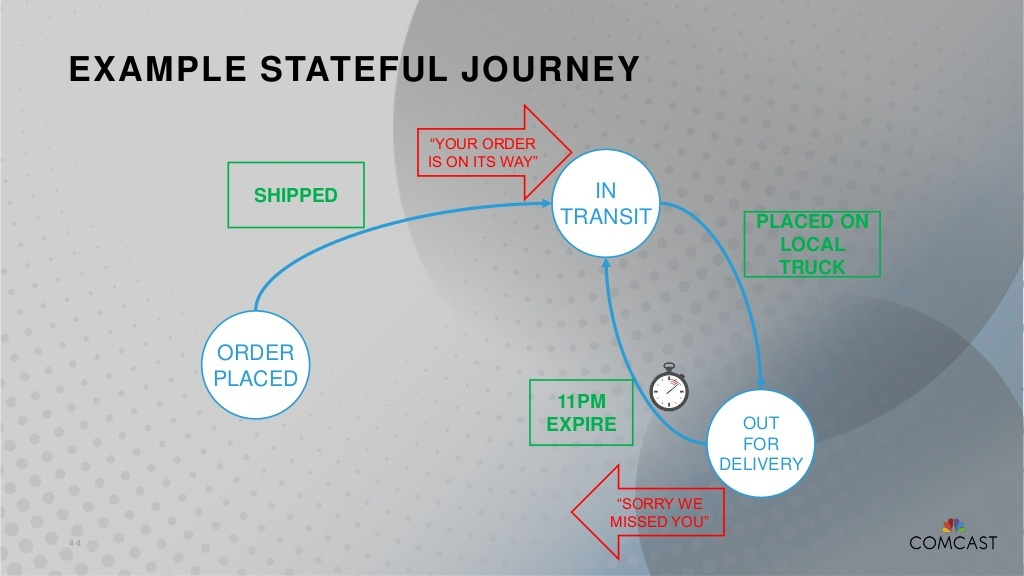 EXAMPLE STATEFUL JOURNEY
“YOUR ORDER
IS ON ITS WAY”
SHIPPED
IN
TRANSIT
PLACED ON
LOCAL
TRUCK
ORDER
PLACED
11PM
EXPIRE
OUT
FOR
DELIVERY
“SORRY WE
MISSED YOU”
44
COMCAST